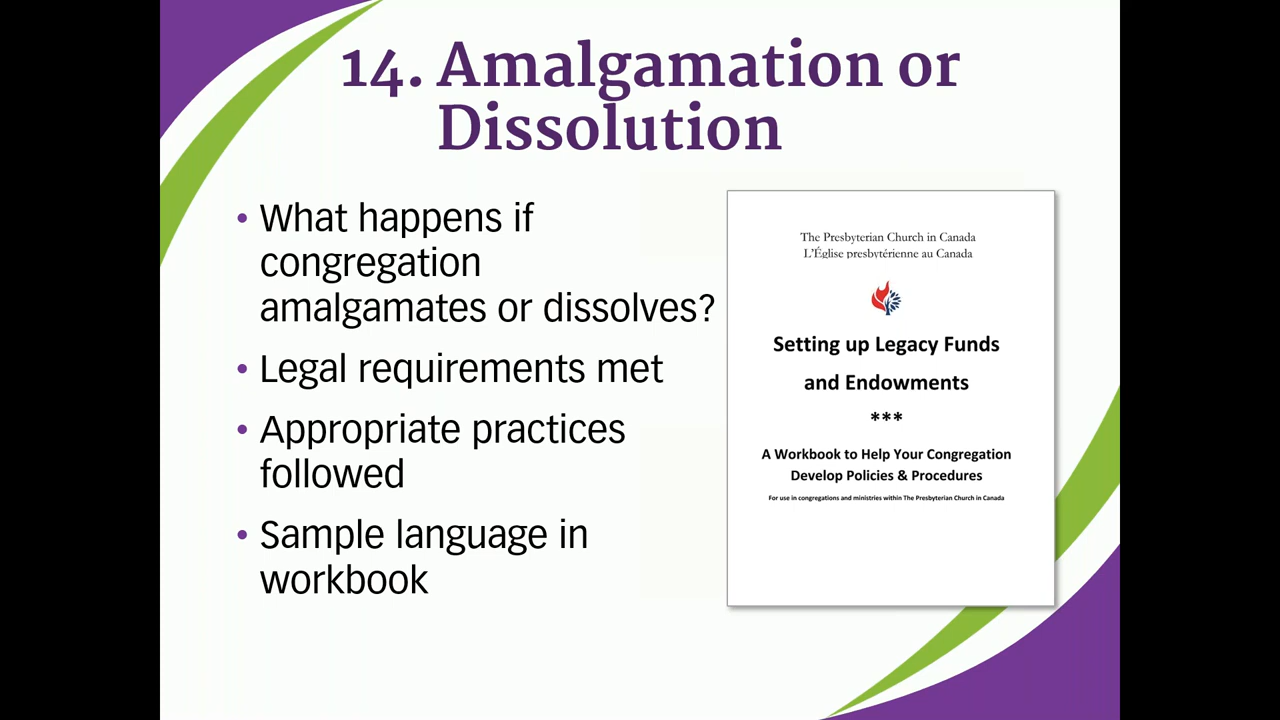 14. Amalgamation or
Dissolution
• What happens if
congregation
amalgamates or dissolves?
• Legal requirements met
• Appropriate practices
followed
• Sample language in
workbook
The Presbyterian Church in Canada
L'Église presbytérienne au Canada
Setting up Legacy Funds
and Endowments
***
A Workbook to Help Your Congregation
Develop Policies & Procedures
For use in congregations and ministries within The Presbyterian Church in Canada